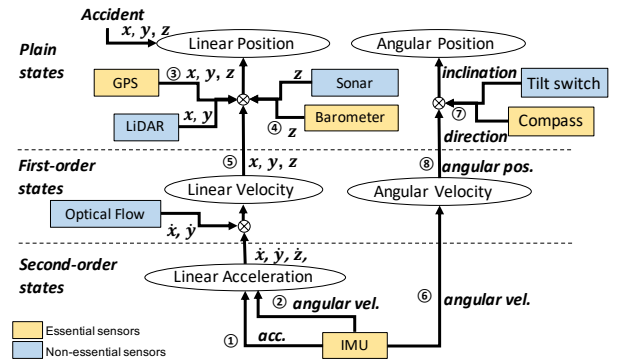 Accident
x, y, z
Plain
states
Linear Position
Angular Position
GPS
③ x, y, z
z
Sonar
inclination
Tilt switch
LiDAR
x, y
④ z
Barometer
⑦
Compass
direction
First-order
states
⑤ x, y, z
⑧ angular pos.
Linear Velocity
Angular Velocity
Optical Flow
ẋ, ẏ
Second-order
states
ẋ, ẏ, ż,
Linear Acceleration
② angular vel.
⑥ angular vel.
① acc.
IMU
Essential sensors
Non-essential sensors